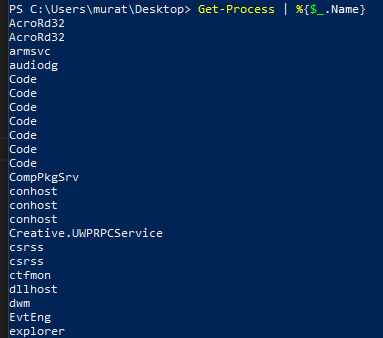 PS C:\Users\murat\Desktop> Get-Process | %{$_.Name}
AcroRd32
AcroRd32
armsvc
audiodg
Code
Code
Code
Code
Code
Code
Code
Code
CompPkgSrv
conhost
conhost
conhost
Creative.UWPRPCService
csrss
csrss
ctfmon
dllhost
dwm
EvtEng
explorer